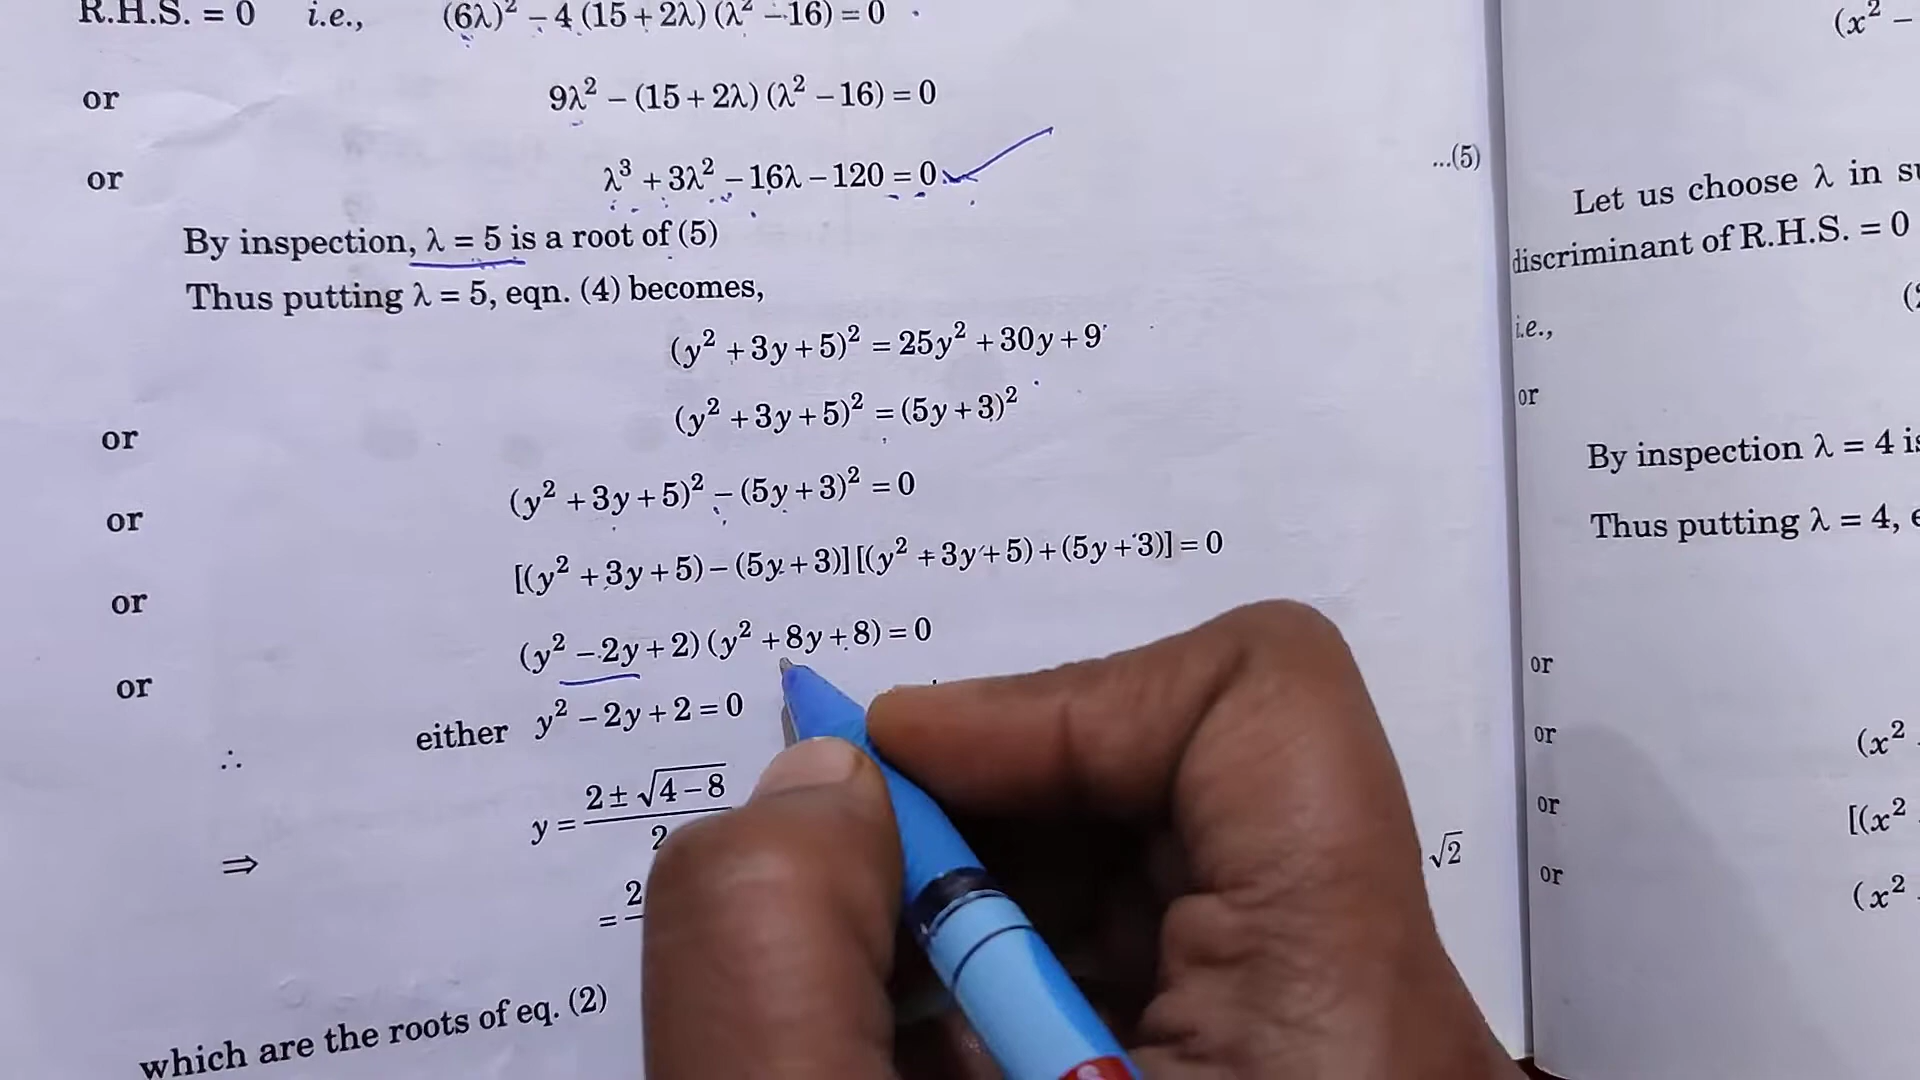 R.H.S. = 0 i.e., (6λ)² − 4 (15 + 2λ) (λ² − 16) = 0
or 9λ² − (15 + 2λ) (λ² − 16) = 0
or λ³ + 3λ² − 16λ − 120 = 0 ...(5)
By inspection, λ = 5 is a root of (5)
Thus putting λ = 5, eqn. (4) becomes,
(y² + 3y + 5)² = 25y² + 30y + 9
or (y² + 3y + 5)² = (5y + 3)²
or (y² + 3y + 5)² − (5y + 3)² = 0
or [(y² + 3y + 5) − (5y + 3)] [(y² + 3y + 5) + (5y + 3)] = 0
or (y² − 2y + 2) (y² + 8y + 8) = 0
∴ either y² − 2y + 2 = 0
⇒ y = (2 ± √(4 − 8))/2 √2
= 2
which are the roots of eq. (2)
(x² −
Let us choose λ in
discriminant of R.H.S. = 0
i.e.,
or
By inspection λ = 4
Thus putting λ = 4,
or
or (x²
or [(x²
or (x²